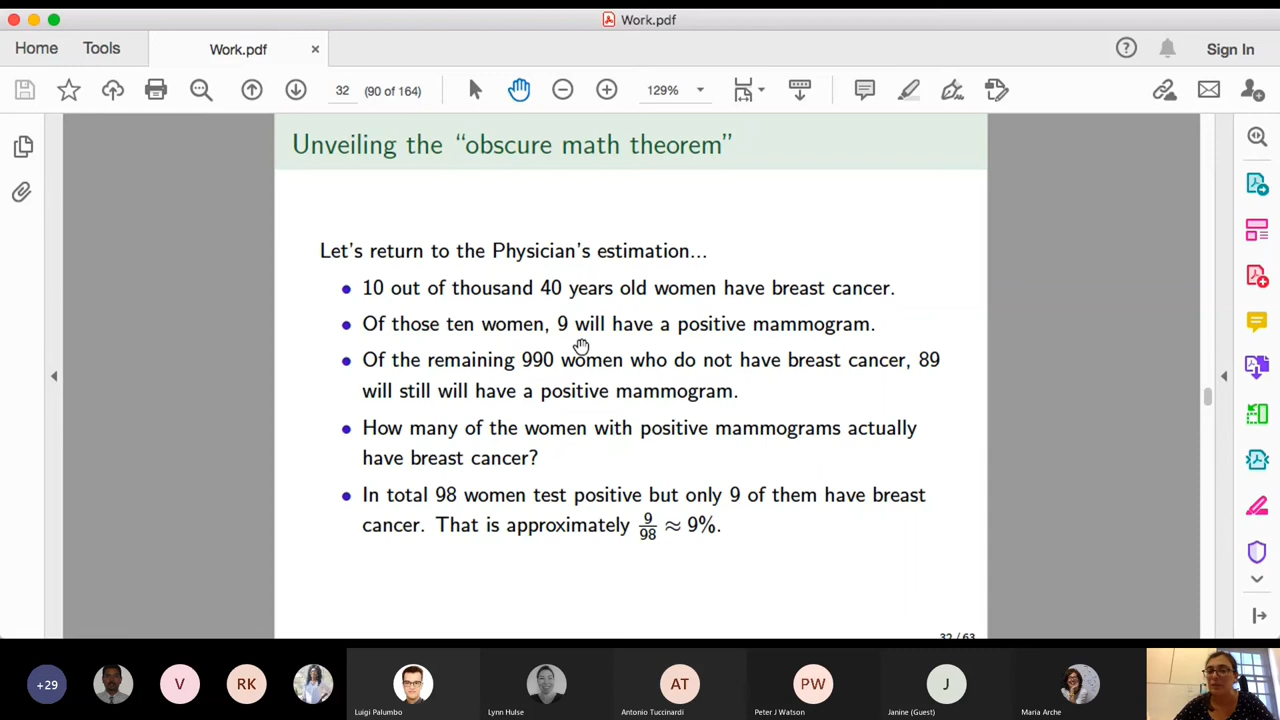 Work.pdf
Home Tools Work.pdf × Sign In
32 (90 of 164) 129%
Unveiling the “obscure math theorem”
Let’s return to the Physician’s estimation...
• 10 out of thousand 40 years old women have breast cancer.
• Of those ten women, 9 will have a positive mammogram.
• Of the remaining 990 women who do not have breast cancer, 89
will still will have a positive mammogram.
• How many of the women with positive mammograms actually
have breast cancer?
• In total 98 women test positive but only 9 of them have breast
cancer. That is approximately 9/98 ≈ 9%.
32 / 63
+29 V RK AT PW J
Luigi Palumbo Lynn Hulse Antonio Tuccinardi Peter J Watson Janine (Guest) Maria Arche